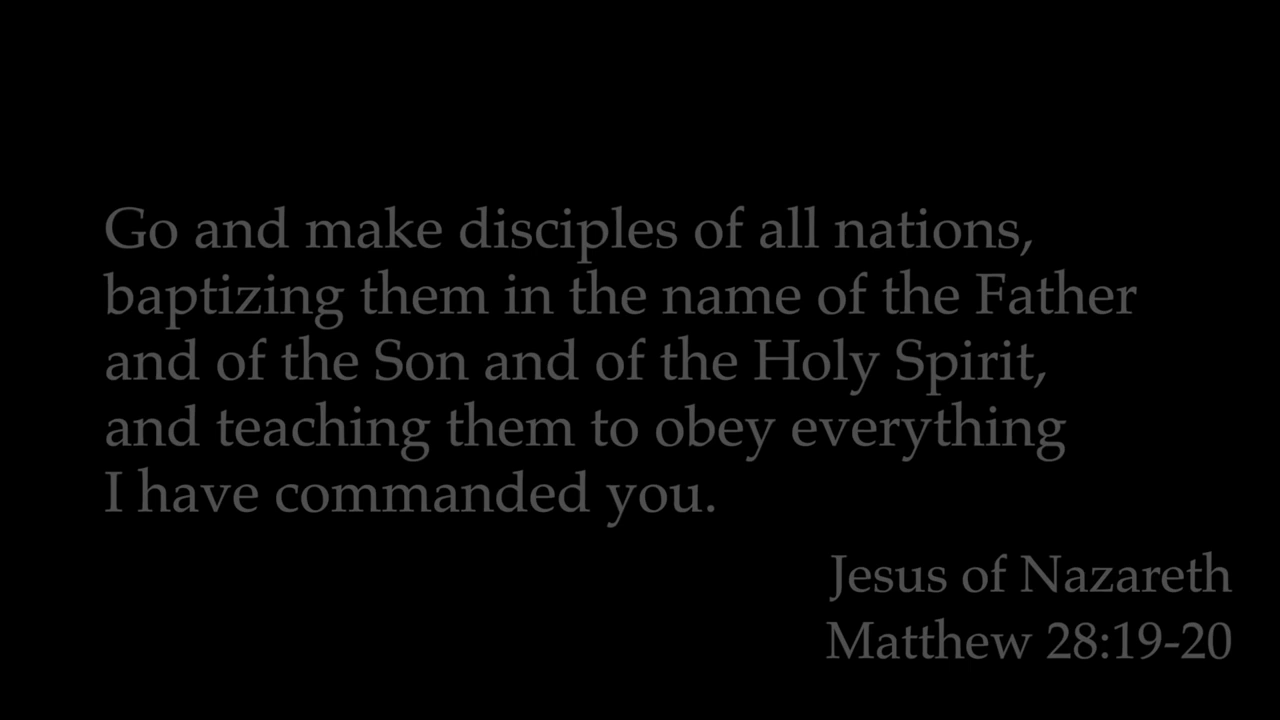 Go and make disciples of all nations,
baptizing them in the name of the Father
and of the Son and of the Holy Spirit,
and teaching them to obey everything
I have commanded you.
Jesus of Nazareth
Matthew 28:19-20